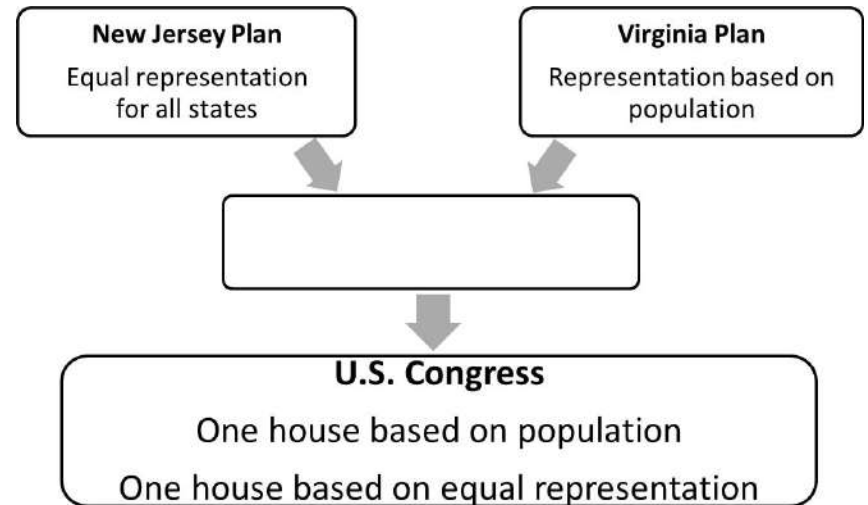 New Jersey Plan
Equal representation
for all states
Virginia Plan
Representation based on
population
U.S. Congress
One house based on population
One house based on equal representation